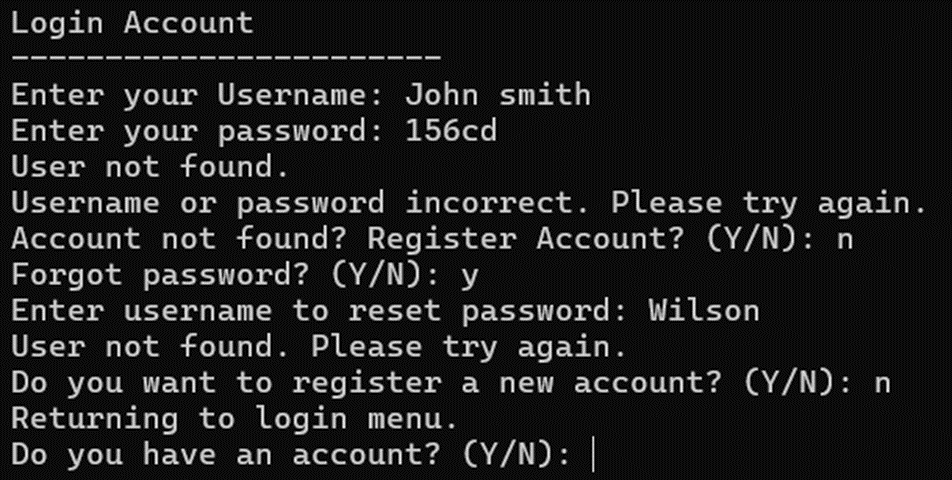 Login Account
-----------------------
Enter your Username: John smith
Enter your password: 156cd
User not found.
Username or password incorrect. Please try again.
Account not found? Register Account? (Y/N): n
Forgot password? (Y/N): y
Enter username to reset password: Wilson
User not found. Please try again.
Do you want to register a new account? (Y/N): n
Returning to login menu.
Do you have an account? (Y/N):